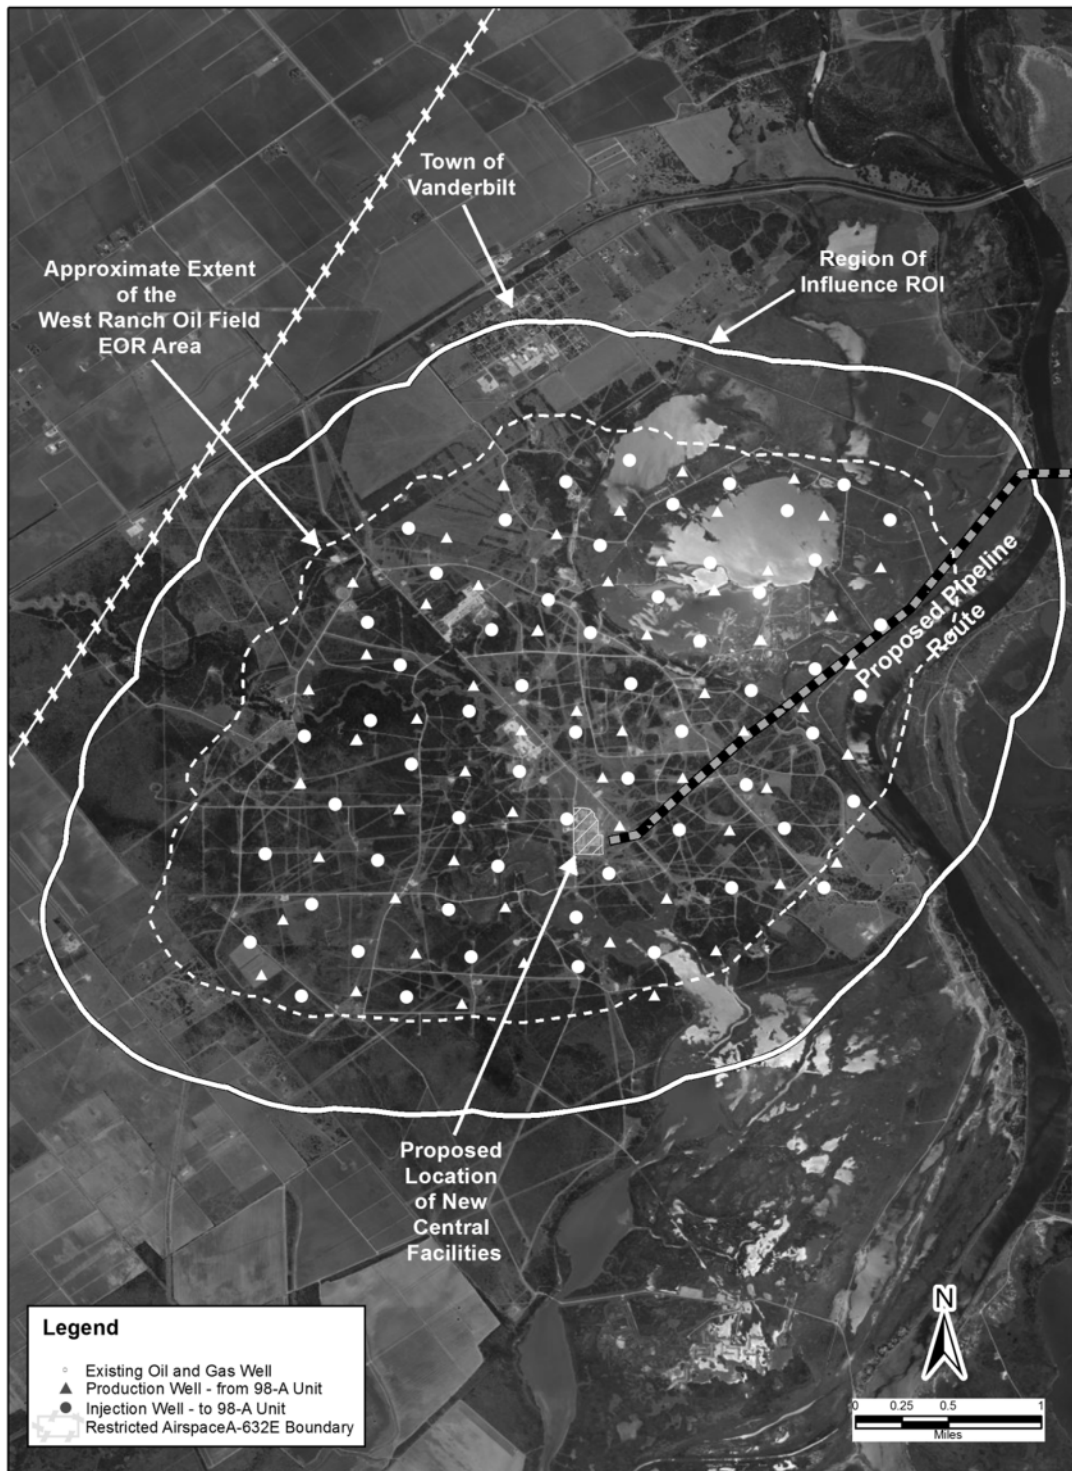 Town of
Vanderbilt
Approximate Extent
of the
West Ranch Oil Field
EOR Area
Region Of
Influence ROI
Proposed Pipeline
Route
Proposed
Location
of New
Central
Facilities
Legend
Existing Oil and Gas Well
Production Well - from 98-A Unit
Injection Well - to 98-A Unit
Restricted AirspaceA-632E Boundary
N
0 0.25 0.5 1
Miles